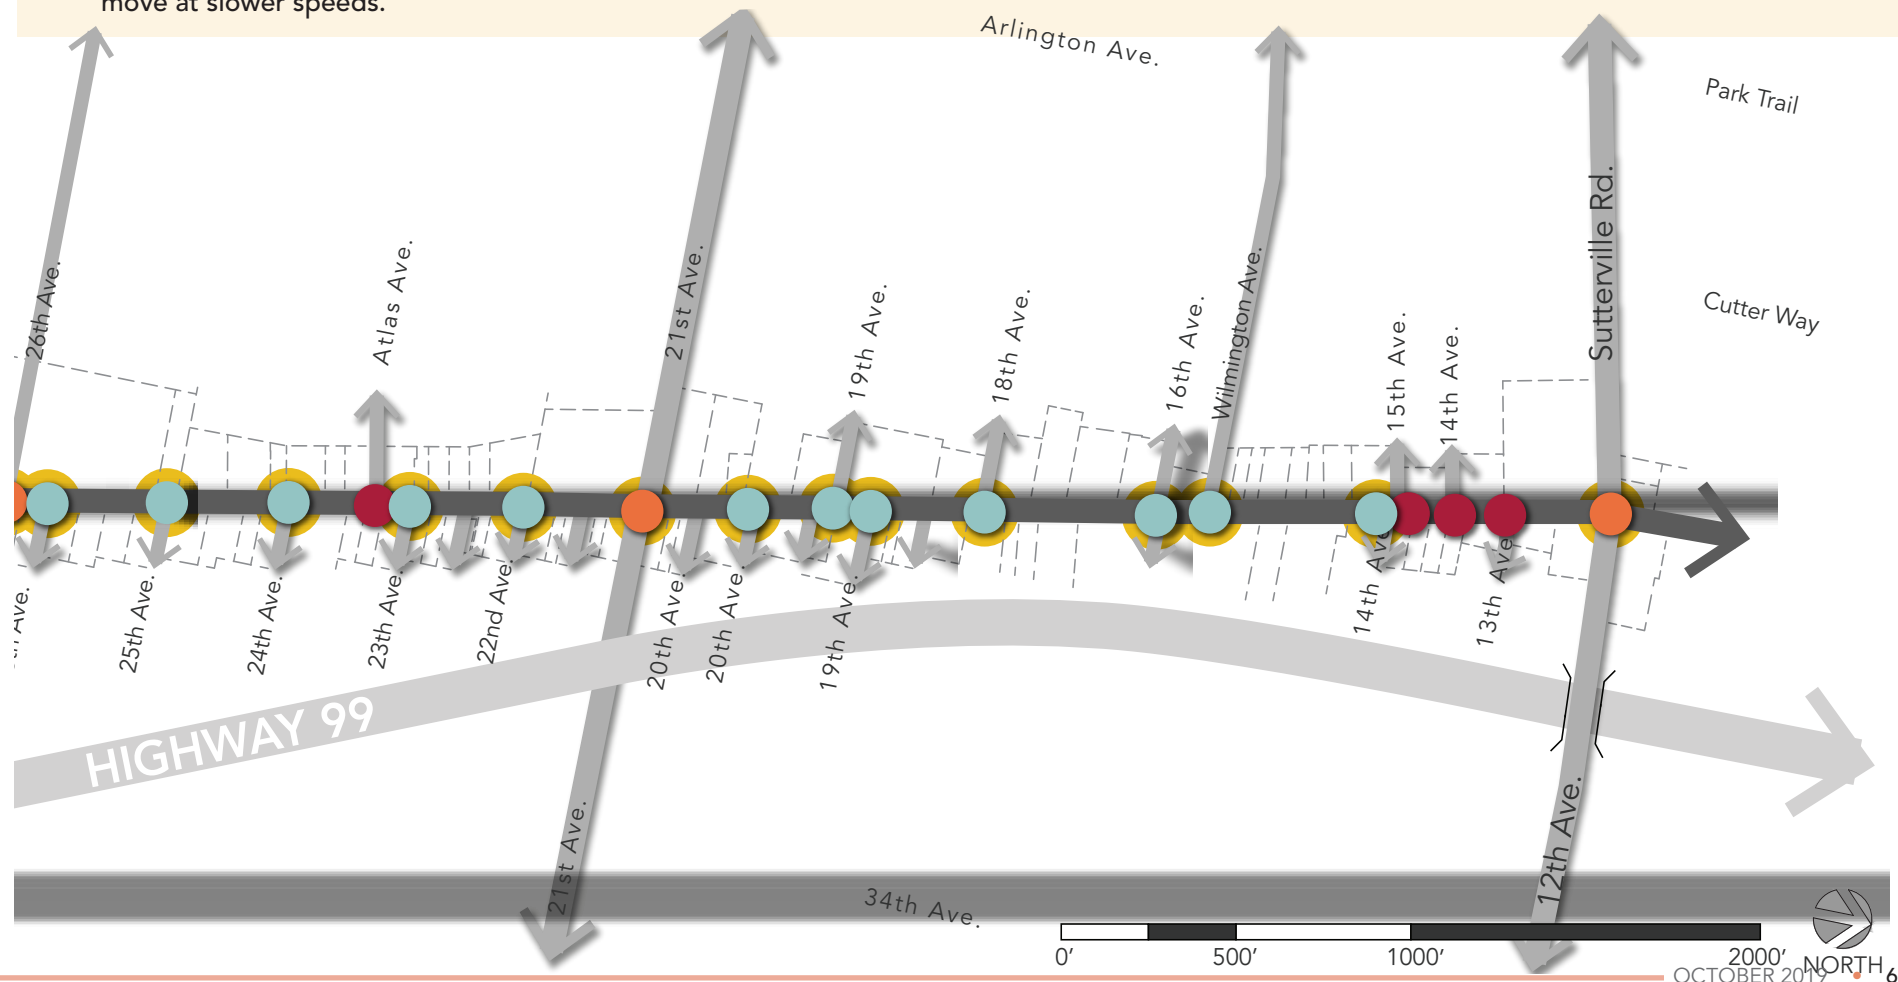 move at slower speeds.
Arlington Ave.
Park Trail
Cutter Way
26th Ave.
Atlas Ave.
21st Ave.
19th Ave.
18th Ave.
16th Ave.
Wilmington Ave.
15th Ave.
14th Ave.
Sutterville Rd.
Ave.
25th Ave.
24th Ave.
23th Ave.
22nd Ave.
20th Ave.
20th Ave.
19th Ave.
14th Ave
13th Ave
HIGHWAY 99
21st Ave.
12th Ave.
34th Ave.
0' 500' 1000' 2000'
NORTH
OCTOBER 2019 • 6